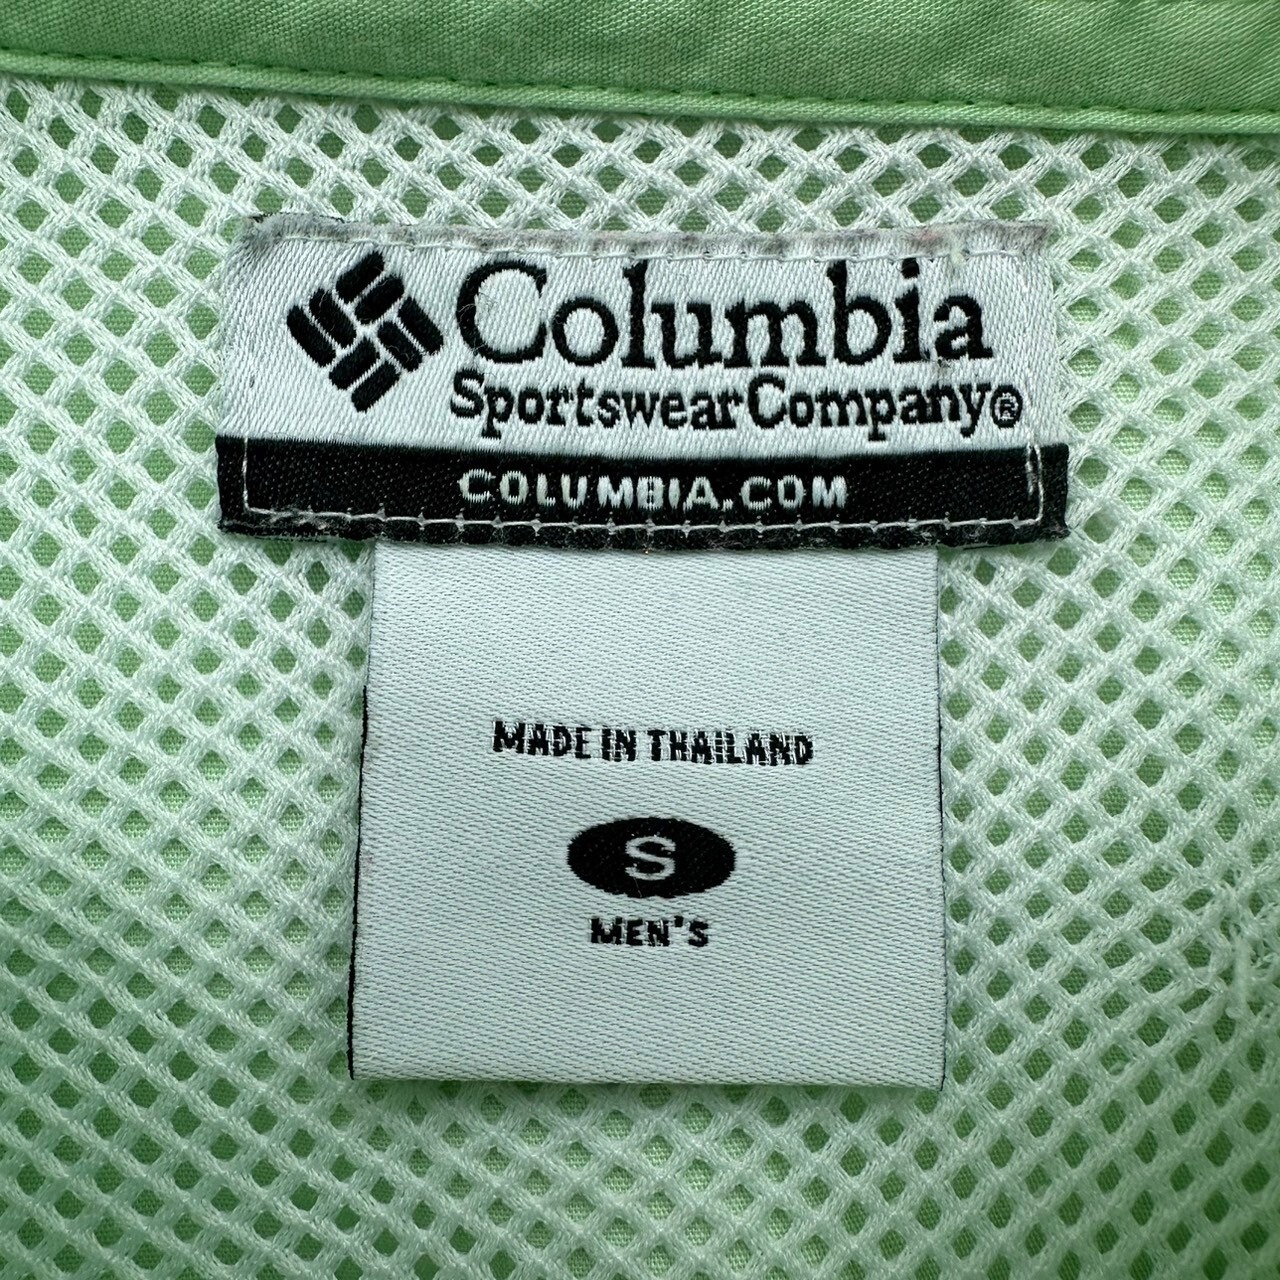 Columbia
Sportswear Company®
COLUMBIA.COM
MADE IN THAILAND
S
MEN'S